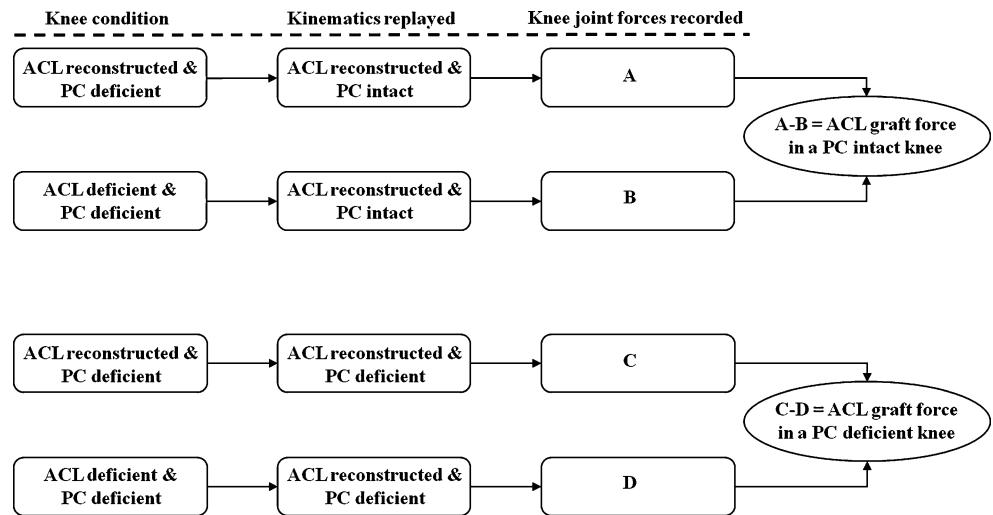 Knee condition
Kinematics replayed
Knee joint forces recorded
ACL reconstructed &
PC deficient
ACL reconstructed &
PC intact
A
A-B = ACL graft force
in a PC intact knee
ACL deficient &
PC deficient
ACL reconstructed &
PC intact
B
ACL reconstructed &
PC deficient
ACL reconstructed &
PC deficient
C
C-D = ACL graft force
in a PC deficient knee
ACL deficient &
PC deficient
ACL reconstructed &
PC deficient
D